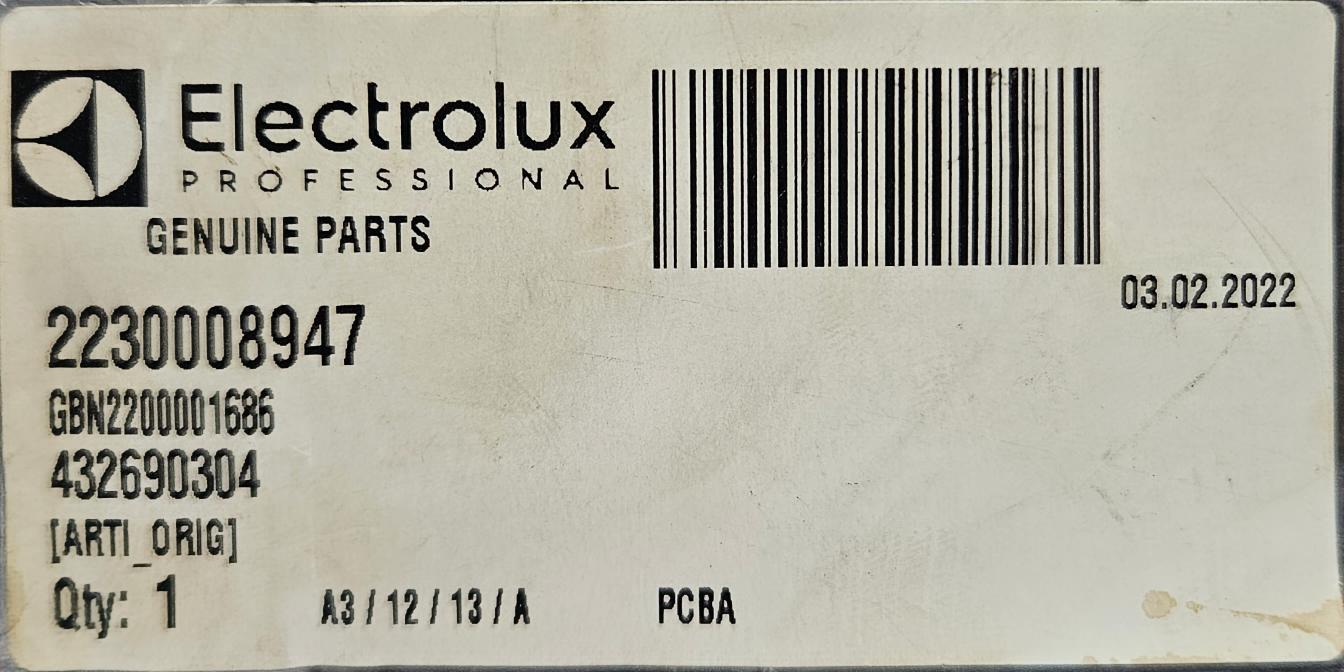 Electrolux
PROFESSIONAL
GENUINE PARTS
03.02.2022
2230008947
GBN2200001686
432690304
[ARTI_ORIG]
Qty: 1 A3 / 12 / 13 / A PCBA